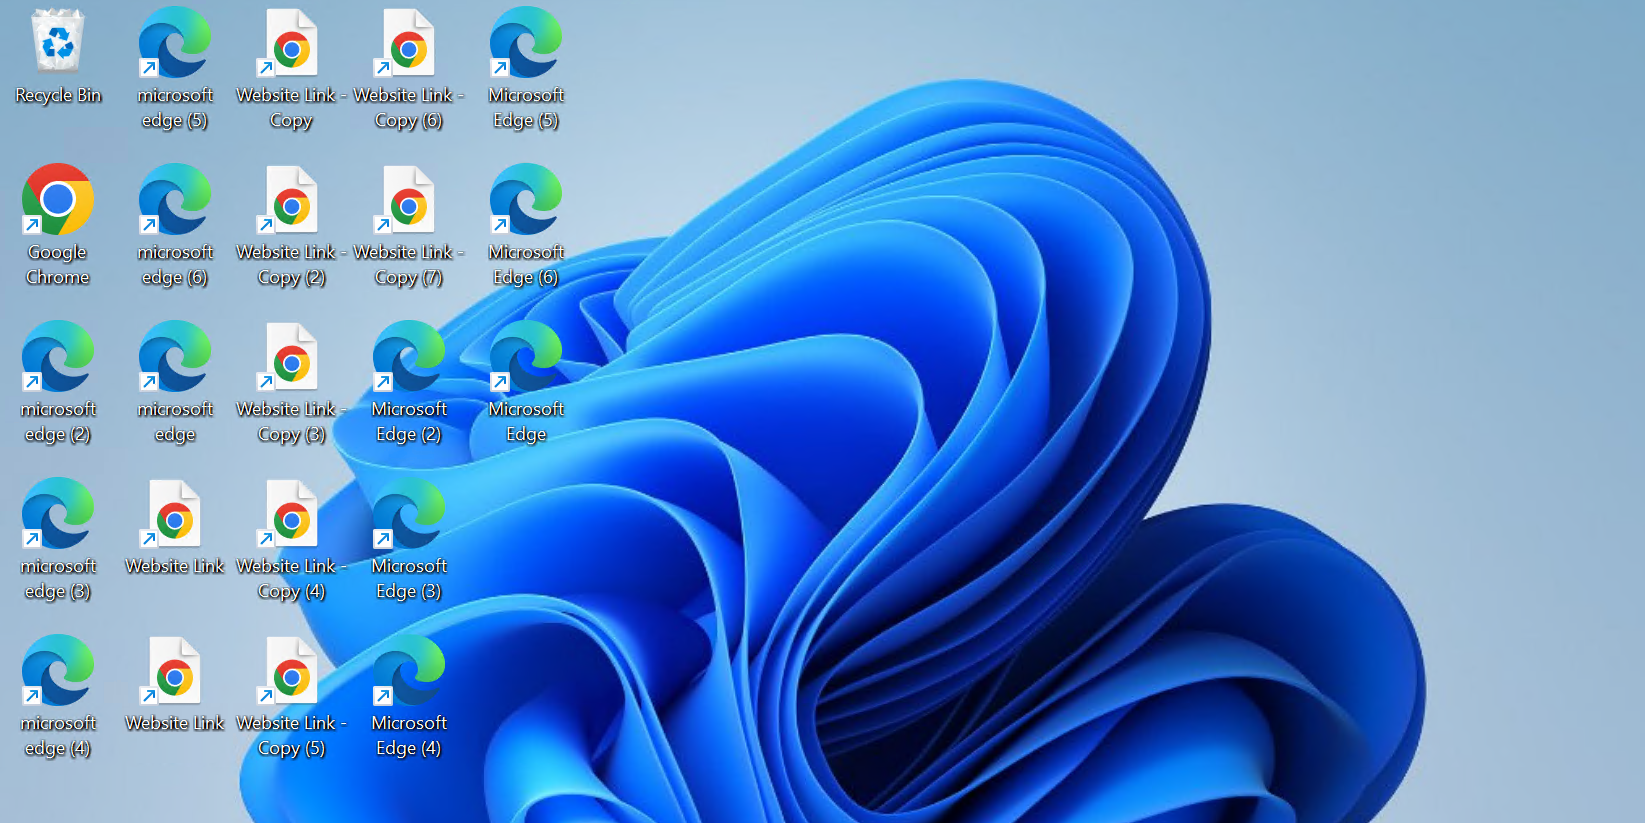 Recycle Bin
microsoft
edge (5)
Website Link -
Copy
Website Link -
Copy (6)
Microsoft
Edge (5)
Google
Chrome
microsoft
edge (6)
Website Link -
Copy (2)
Website Link -
Copy (7)
Microsoft
Edge (6)
microsoft
edge (2)
microsoft
edge
Website Link -
Copy (3)
Microsoft
Edge (2)
Microsoft
Edge
microsoft
edge (3)
Website Link
Website Link -
Copy (4)
Microsoft
Edge (3)
microsoft
edge (4)
Website Link
Website Link -
Copy (5)
Microsoft
Edge (4)